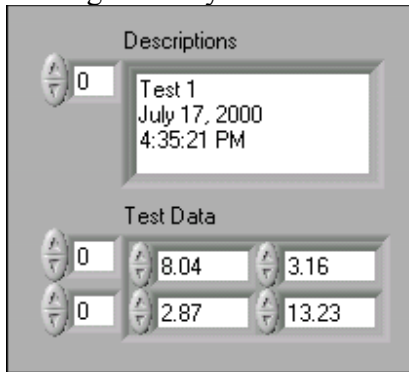 Descriptions
0
Test 1
July 17, 2000
4:35:21 PM
Test Data
0 8.04 3.16
0 2.87 13.23